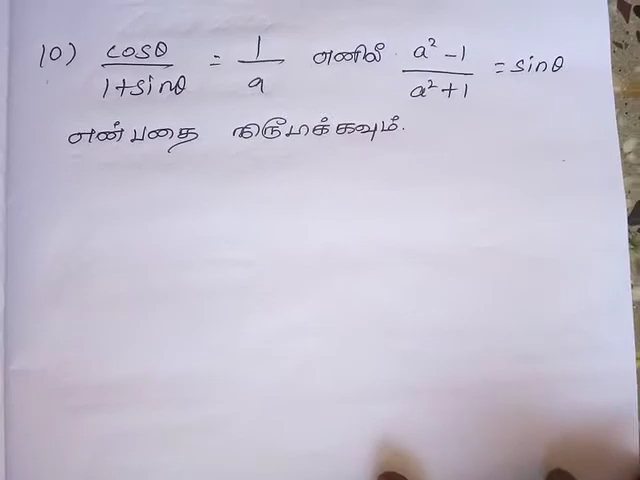 10) cosθ/1+sinθ = 1/a எனில் a²-1/a²+1 = sinθ
என்பதை நிரூபிக்கவும்.